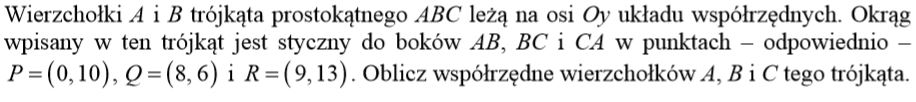 Wierzchołki A i B trójkąta prostokątnego ABC leżą na osi Oy układu współrzędnych. Okrąg
wpisany w ten trójkąt jest styczny do boków AB, BC i CA w punktach – odpowiednio –
P = (0,10), Q = (8,6) i R = (9,13). Oblicz współrzędne wierzchołków A, B i C tego trójkąta.